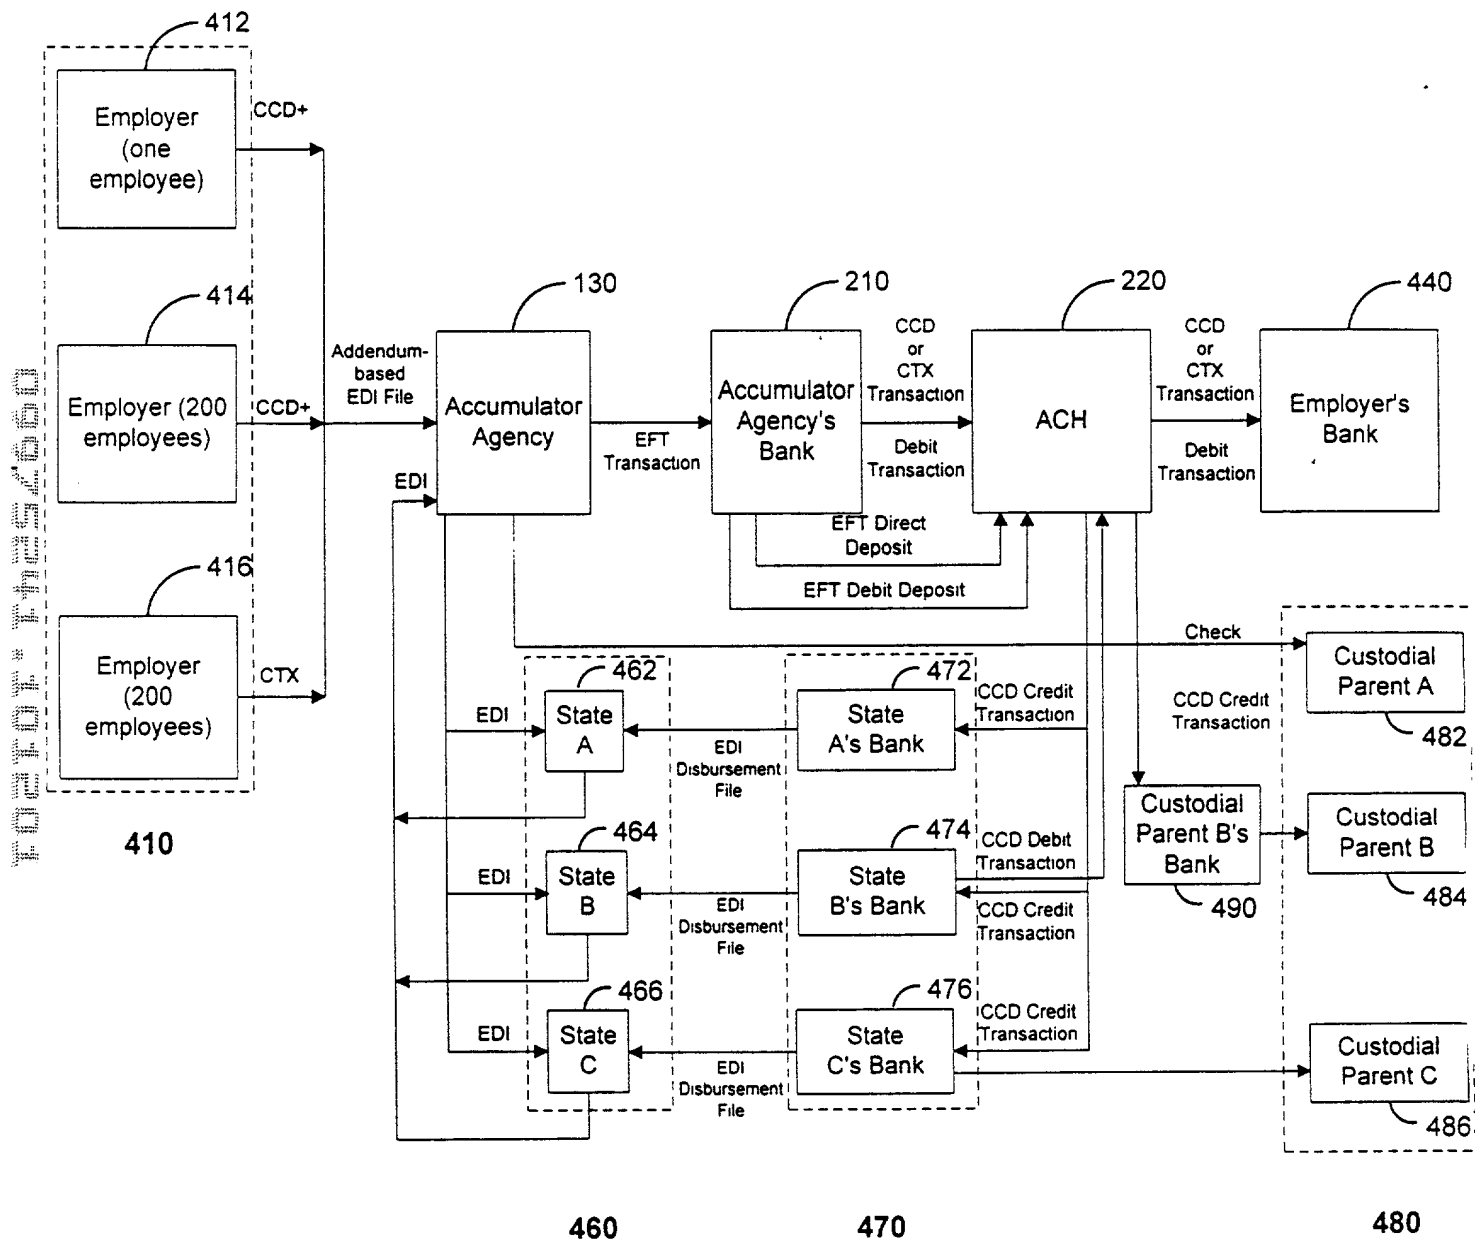 412
Employer
(one
employee)
CCD+
414
Employer (200
employees)
CCD+
416
Employer
(200
employees)
CTX
410
Addendum-
based
EDI File
130
Accumulator
Agency
EDI
EFT
Transaction
210
Accumulator
Agency's
Bank
CCD
or
CTX
Transaction
Debit
Transaction
220
ACH
CCD
or
CTX
Transaction
Debit
Transaction
440
Employer's
Bank
EFT Direct
Deposit
EFT Debit Deposit
Check
462
State
A
EDI
EDI
Disbursement
File
472
State
A's Bank
CCD Credit
Transaction
CCD Credit
Transaction
Custodial
Parent A
482
464
State
B
EDI
EDI
Disbursement
File
474
State
B's Bank
CCD Debit
Transaction
CCD Credit
Transaction
Custodial
Parent B's
Bank
490
Custodial
Parent B
484
466
State
C
EDI
EDI
Disbursement
File
476
State
C's Bank
CCD Credit
Transaction
Custodial
Parent C
486
460
470
480